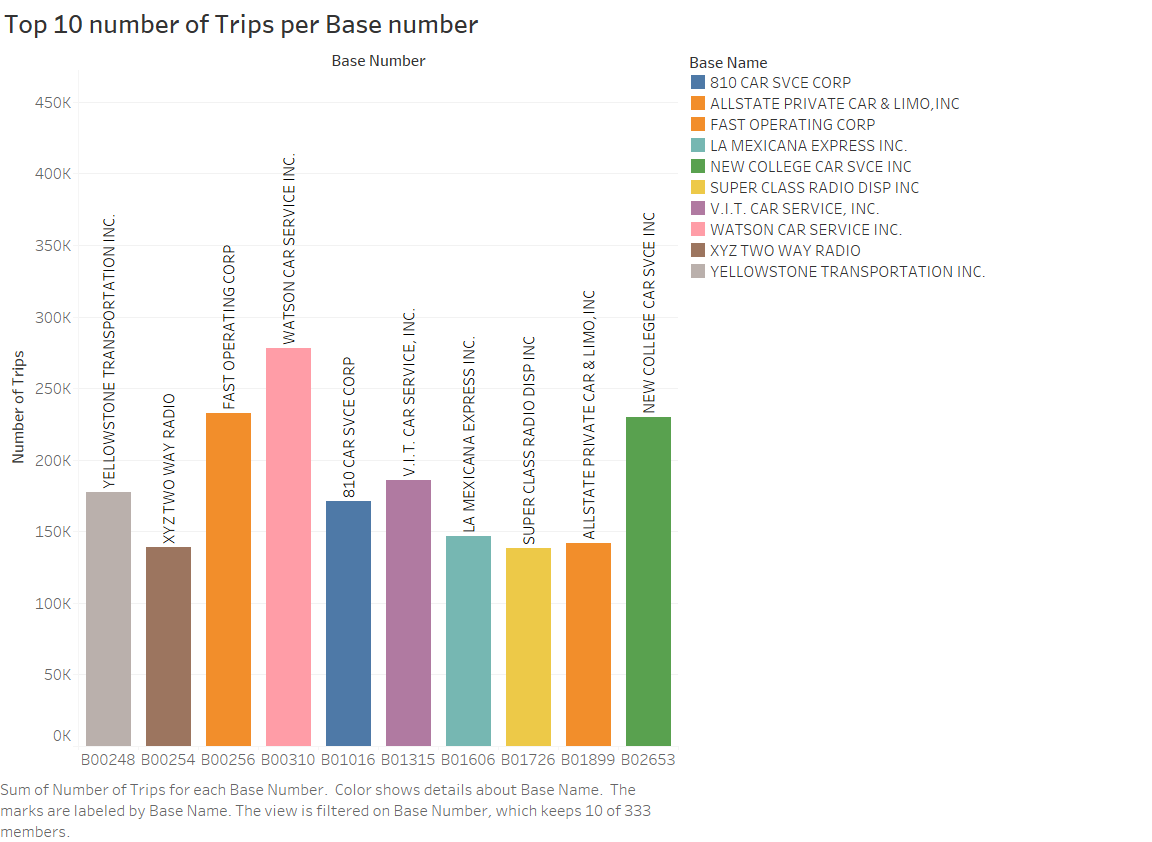 Top 10 number of Trips per Base number
Base Number
Base Name
810 CAR SVCE CORP
ALLSTATE PRIVATE CAR & LIMO,INC
FAST OPERATING CORP
LA MEXICANA EXPRESS INC.
NEW COLLEGE CAR SVCE INC
SUPER CLASS RADIO DISP INC
V.I.T. CAR SERVICE, INC.
WATSON CAR SERVICE INC.
XYZ TWO WAY RADIO
YELLOWSTONE TRANSPORTATION INC.
Number of Trips
450K
400K
350K
300K
250K
200K
150K
100K
50K
0K
YELLOWSTONE TRANSPORTATION INC.
XYZ TWO WAY RADIO
FAST OPERATING CORP
WATSON CAR SERVICE INC.
810 CAR SVCE CORP
V.I.T. CAR SERVICE, INC.
LA MEXICANA EXPRESS INC.
SUPER CLASS RADIO DISP INC
ALLSTATE PRIVATE CAR & LIMO,INC
NEW COLLEGE CAR SVCE INC
B00248 B00254 B00256 B00310 B01016 B01315 B01606 B01726 B01899 B02653
Sum of Number of Trips for each Base Number.  Color shows details about Base Name.  The
marks are labeled by Base Name. The view is filtered on Base Number, which keeps 10 of 333
members.